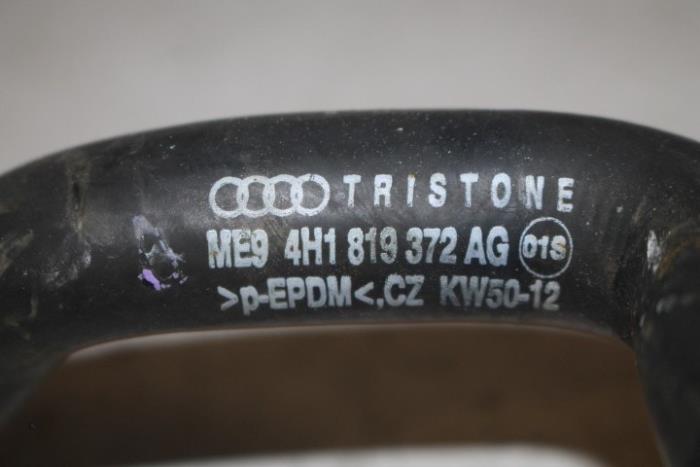 TRISTONE
ME9 4H1 819 372 AG 01S
>p-EPDM<,CZ KW50-12